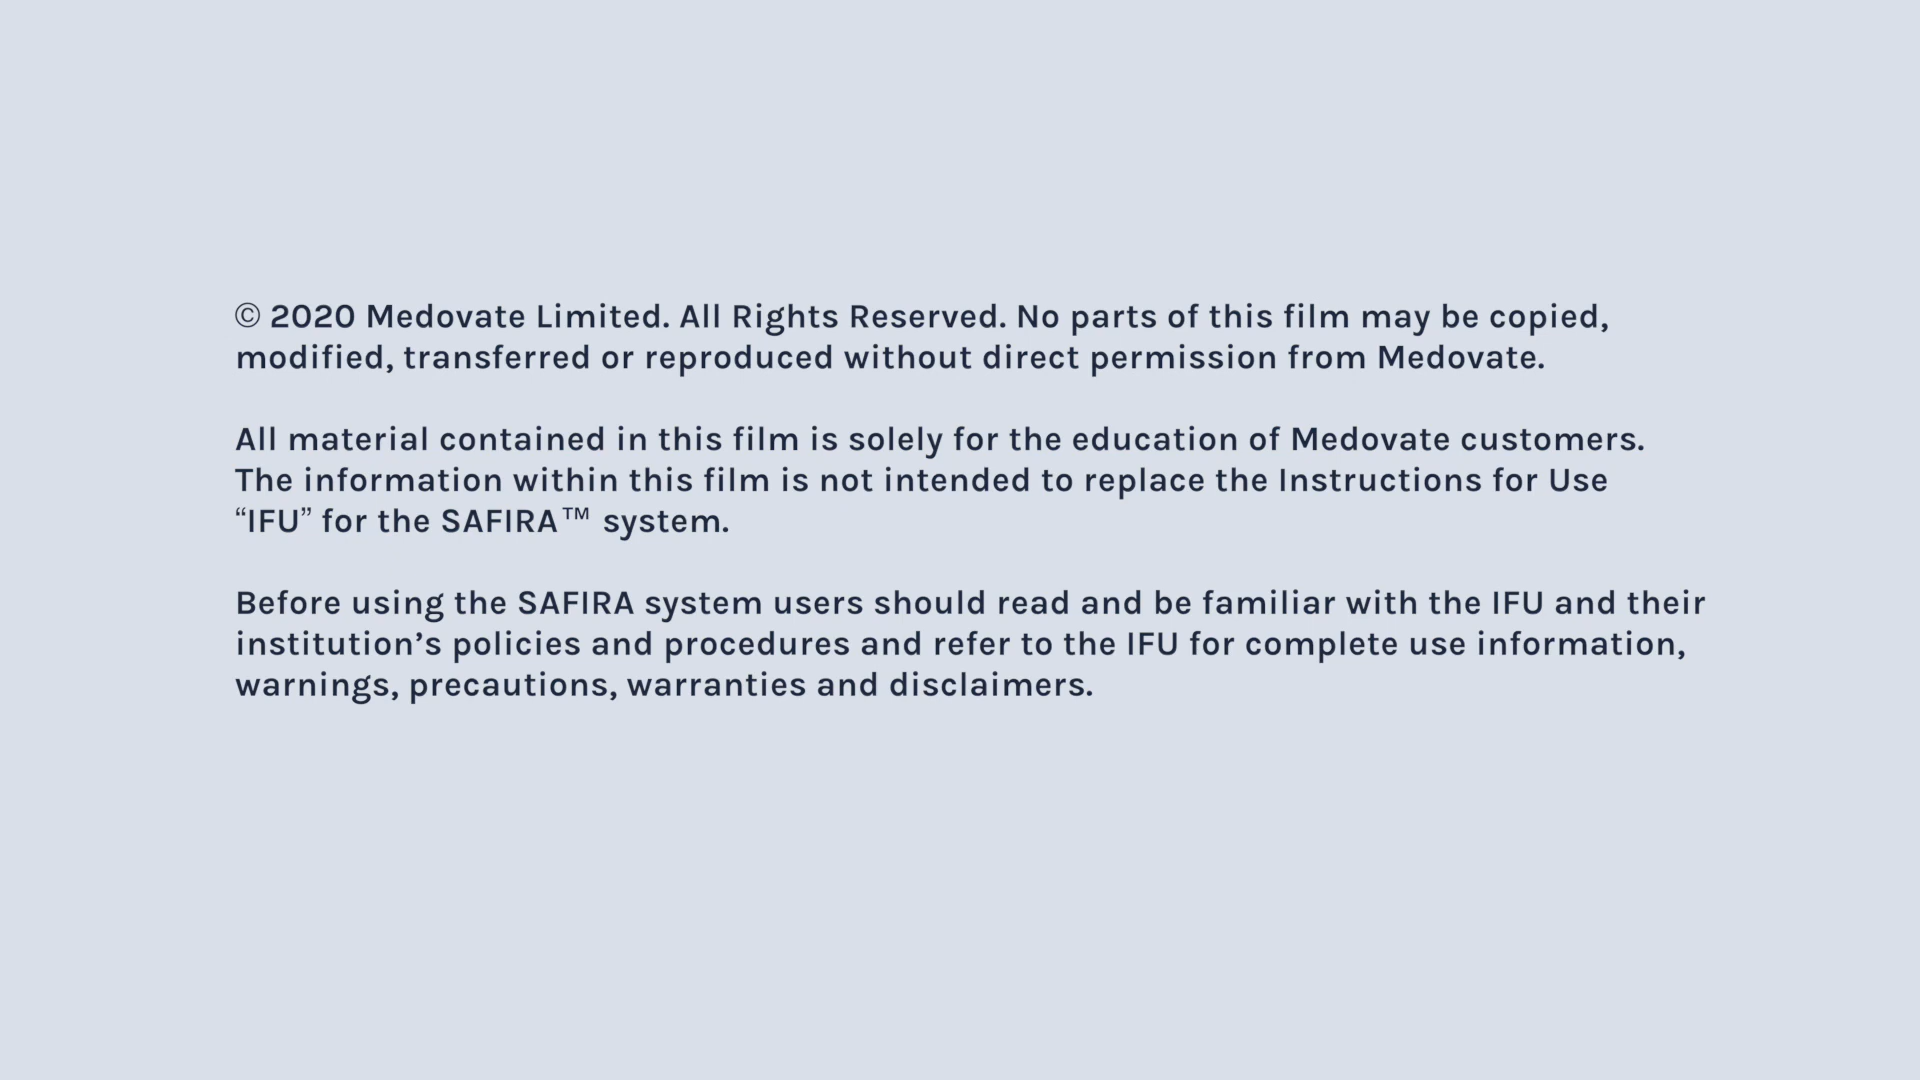 © 2020 Medovate Limited. All Rights Reserved. No parts of this film may be copied,
modified, transferred or reproduced without direct permission from Medovate.
All material contained in this film is solely for the education of Medovate customers.
The information within this film is not intended to replace the Instructions for Use
“IFU” for the SAFIRA™ system.
Before using the SAFIRA system users should read and be familiar with the IFU and their
institution’s policies and procedures and refer to the IFU for complete use information,
warnings, precautions, warranties and disclaimers.